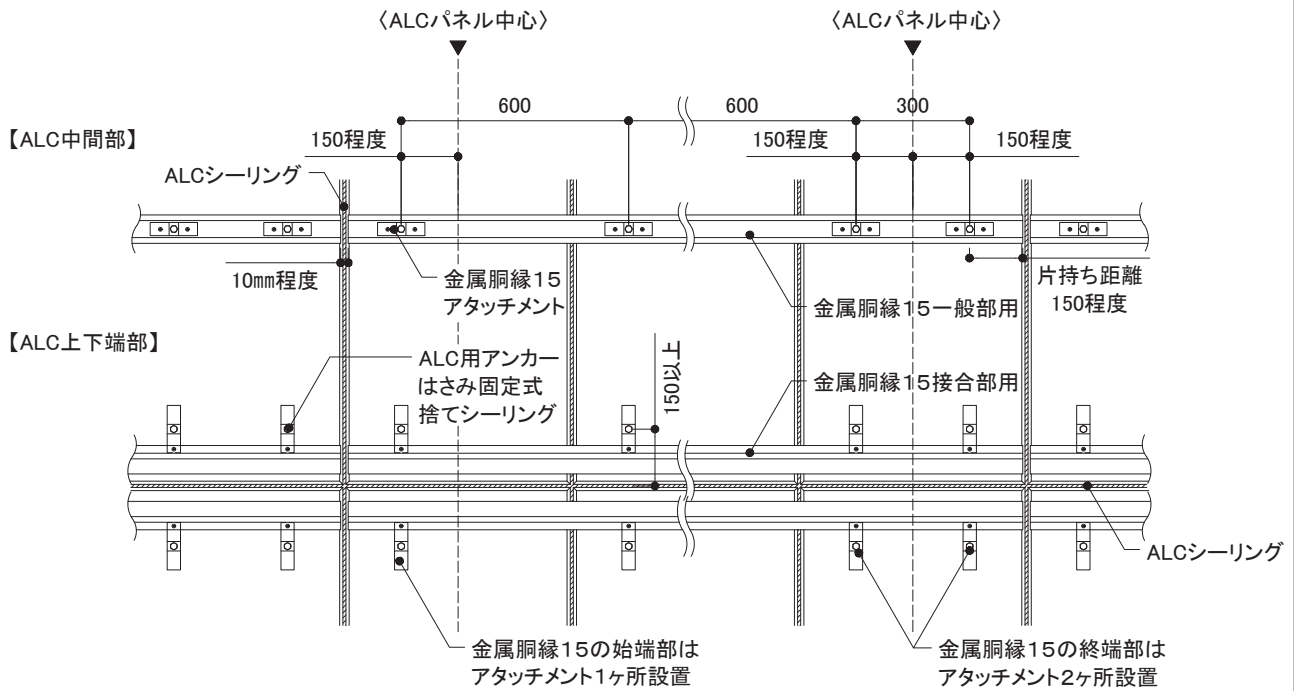 〈ALCパネル中心〉
〈ALCパネル中心〉
600
600
300
【ALC中間部】
150程度
150程度
150程度
ALCシーリング
10㎜程度
金属胴縁15
アタッチメント
金属胴縁15一般部用
片持ち距離
150程度
【ALC上下端部】
ALC用アンカー
はさみ固定式
捨てシーリング
150以上
金属胴縁15接合部用
ALCシーリング
金属胴縁15の始端部は
アタッチメント1ヶ所設置
金属胴縁15の終端部は
アタッチメント2ヶ所設置